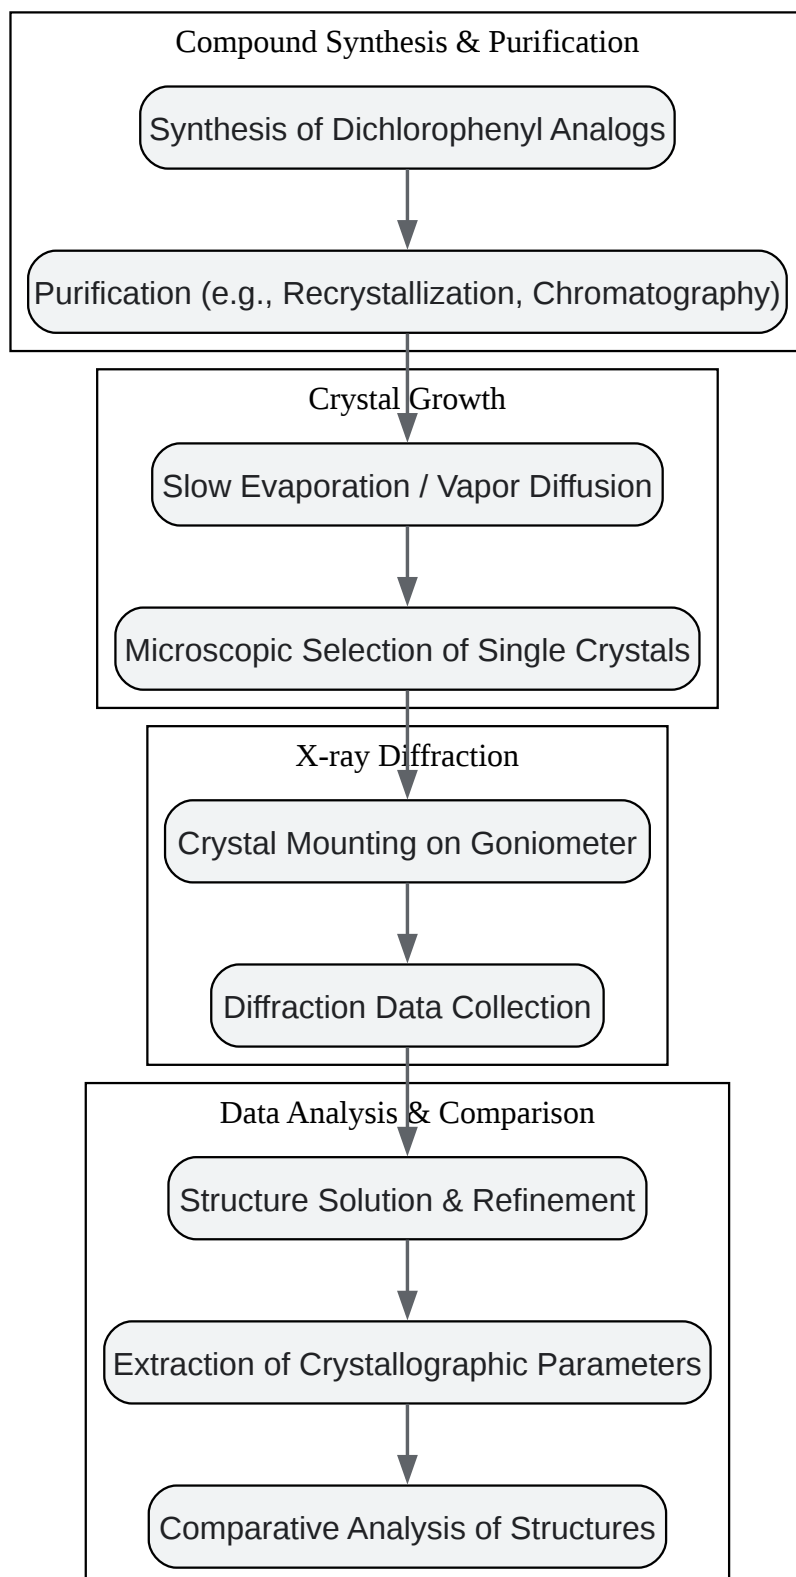 Compound Synthesis & Purification
Synthesis of Dichlorophenyl Analogs
Purification (e.g., Recrystallization, Chromatography)
Crystal Growth
Slow Evaporation / Vapor Diffusion
Microscopic Selection of Single Crystals
X-ray Diffraction
Crystal Mounting on Goniometer
Diffraction Data Collection
Data Analysis & Comparison
Structure Solution & Refinement
Extraction of Crystallographic Parameters
Comparative Analysis of Structures